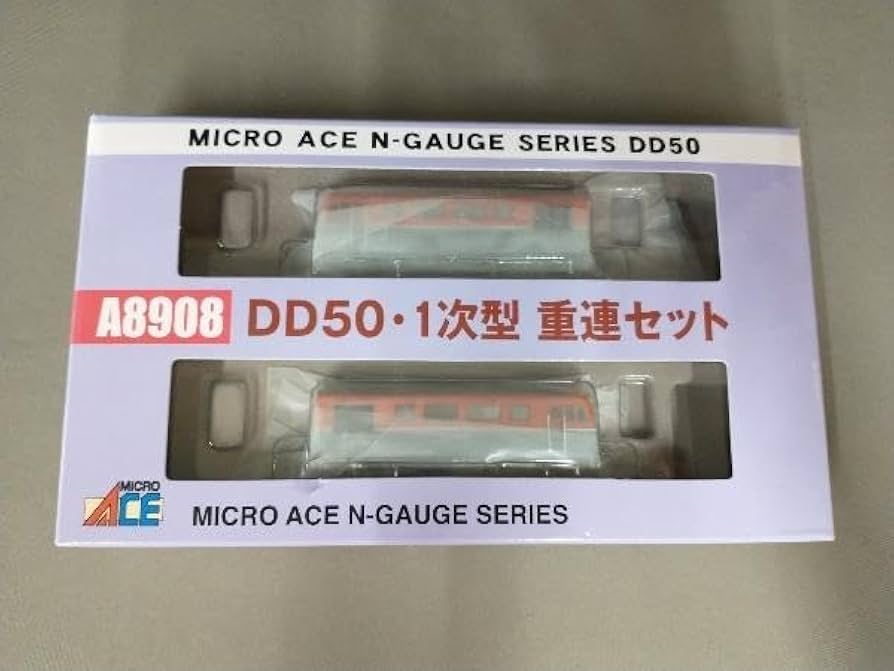 MICRO ACE N-GAUGE SERIES DD50
A8908 DD50・1次型 重連セット
MICRO
ACE
MICRO ACE N-GAUGE SERIES